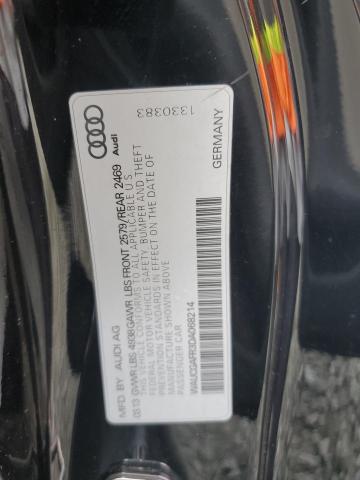 MFD BY AUDI AG
05.13 GVWR LBS 4938 GAWR LBS FRONT 2579/REAR 2469
Audi
THIS VEHICLE CONFORMS TO ALL APPLICABLE U.S.
FEDERAL MOTOR VEHICLE SAFETY, BUMPER AND THEFT
PREVENTION STANDARDS IN EFFECT ON THE DATE OF
MANUFACTURE SHOWN ABOVE.
PASSENGER CAR
1330383
WAUCGAFR3DA068214
GERMANY